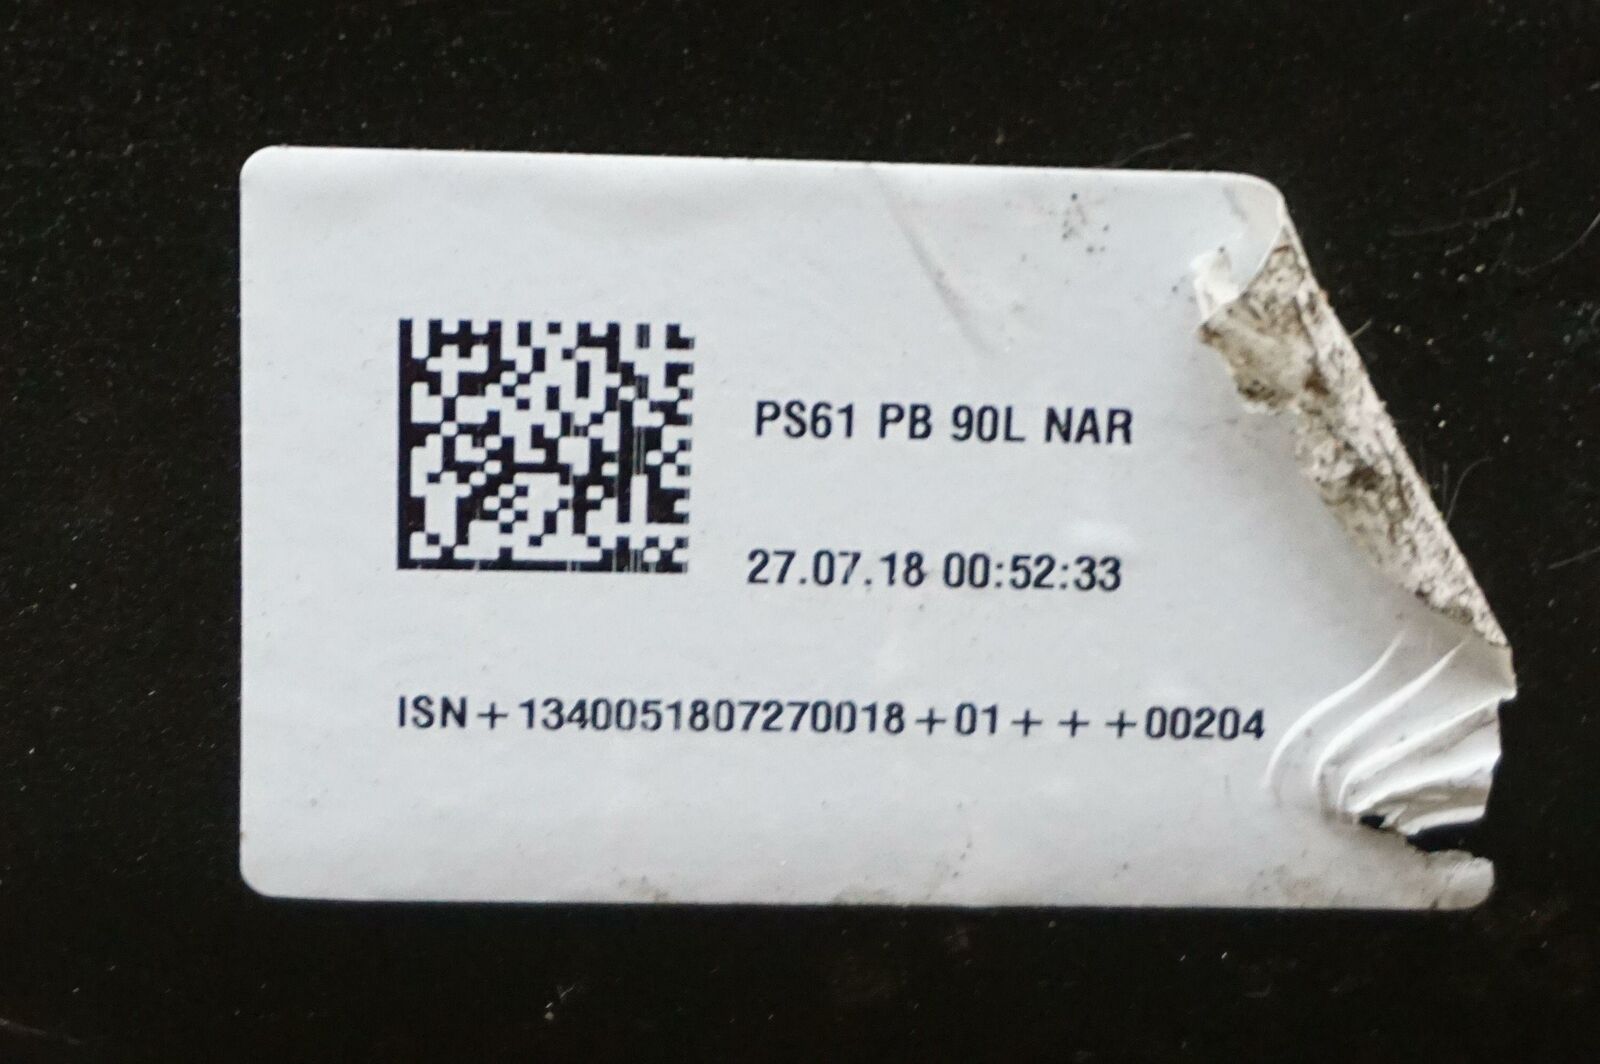 PS61 PB 90L NAR
27.07.18 00:52:33
ISN+1340051807270018+01+++00204